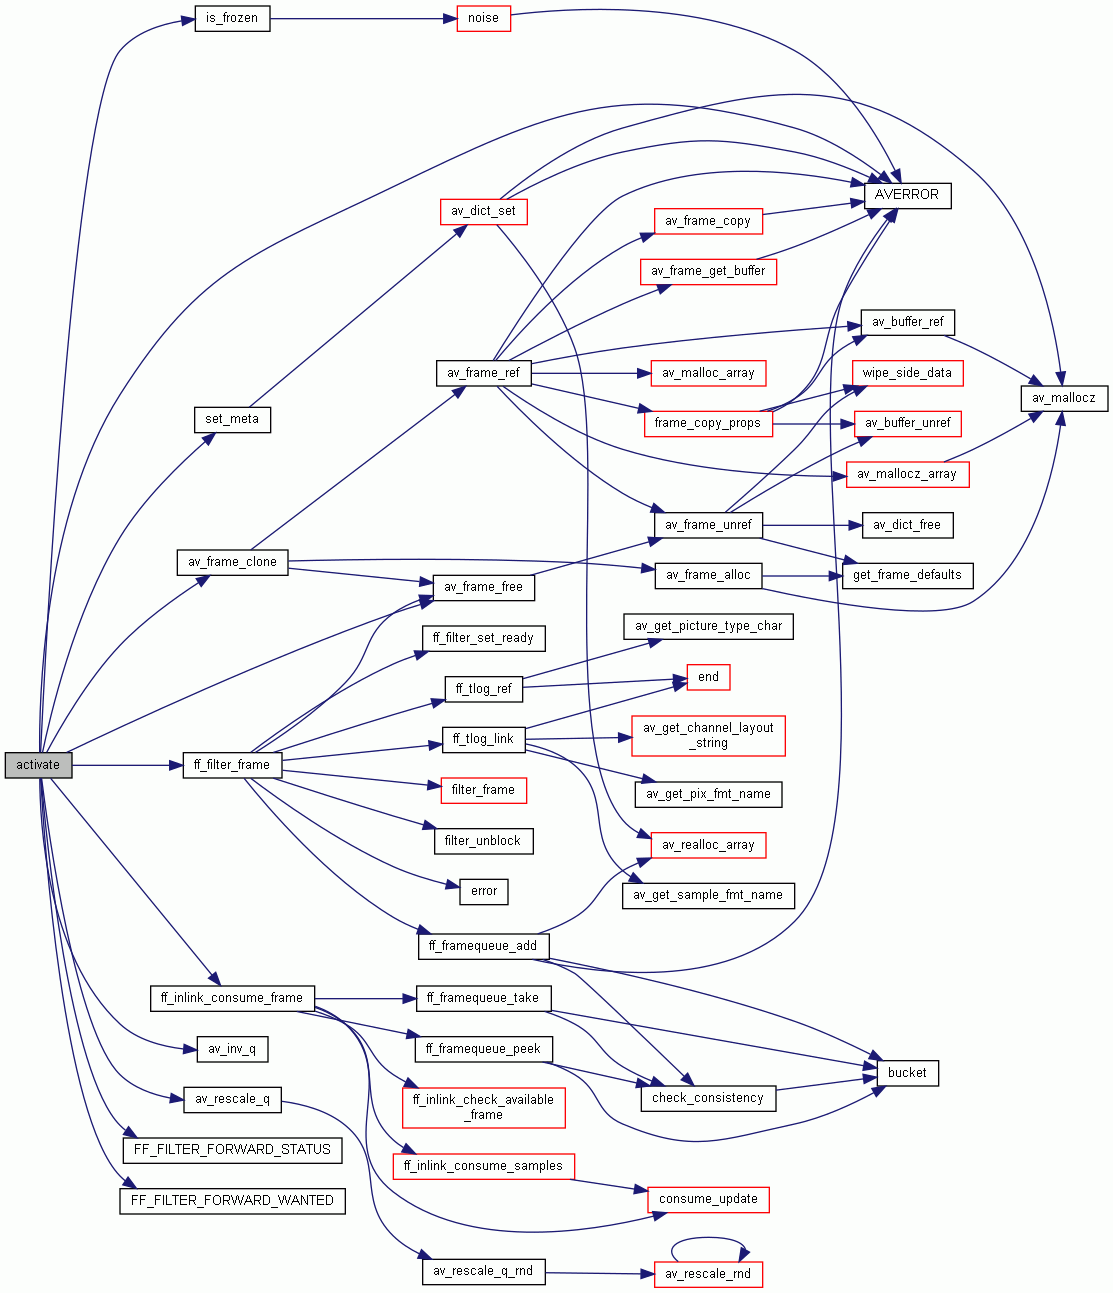 is_frozen
noise
AVERROR
av_dict_set
av_frame_copy
av_frame_get_buffer
av_buffer_ref
av_frame_ref
av_malloc_array
wipe_side_data
av_mallocz
set_meta
frame_copy_props
av_buffer_unref
av_mallocz_array
av_frame_unref
av_dict_free
av_frame_clone
av_frame_alloc
get_frame_defaults
av_frame_free
av_get_picture_type_char
ff_filter_set_ready
end
ff_tlog_ref
av_get_channel_layout
_string
ff_tlog_link
activate
ff_filter_frame
filter_frame
av_get_pix_fmt_name
filter_unblock
av_realloc_array
error
av_get_sample_fmt_name
ff_framequeue_add
ff_inlink_consume_frame
ff_framequeue_take
av_inv_q
ff_framequeue_peek
bucket
av_rescale_q
ff_inlink_check_available
_frame
check_consistency
FF_FILTER_FORWARD_STATUS
ff_inlink_consume_samples
FF_FILTER_FORWARD_WANTED
consume_update
av_rescale_q_rnd
av_rescale_rnd